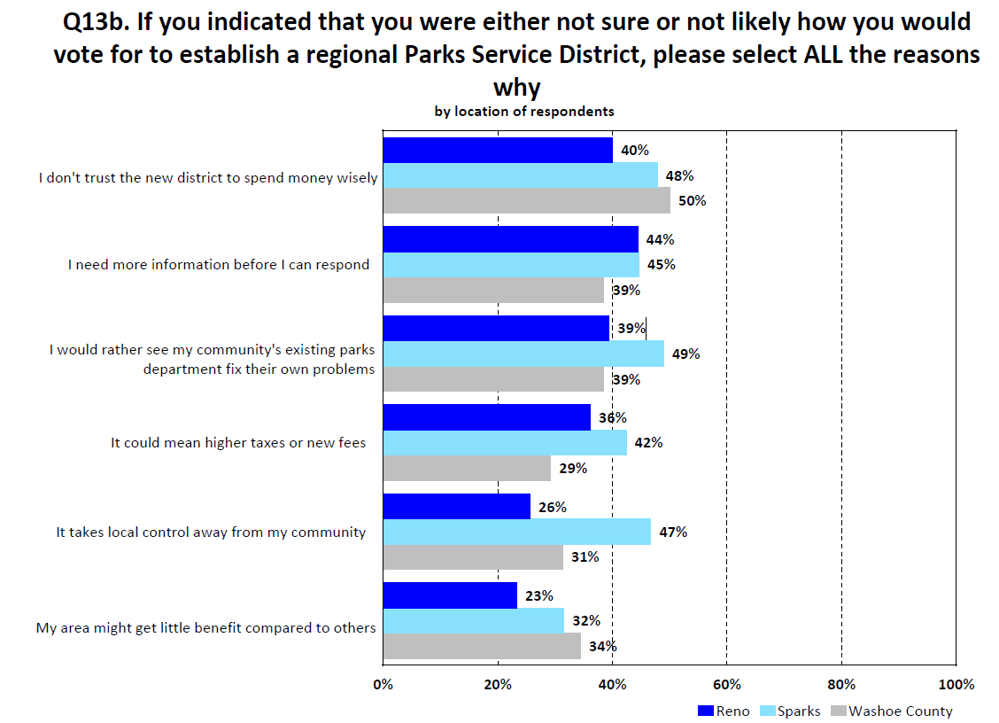 Q13b. If you indicated that you were either not sure or not likely how you would
vote for to establish a regional Parks Service District, please select ALL the reasons
why
by location of respondents
I don't trust the new district to spend money wisely
40%
48%
50%
I need more information before I can respond
44%
45%
39%
I would rather see my community's existing parks
department fix their own problems
39%
49%
39%
It could mean higher taxes or new fees
36%
42%
29%
It takes local control away from my community
26%
47%
31%
My area might get little benefit compared to others
23%
32%
34%
0% 20% 40% 60% 80% 100%
Reno Sparks Washoe County